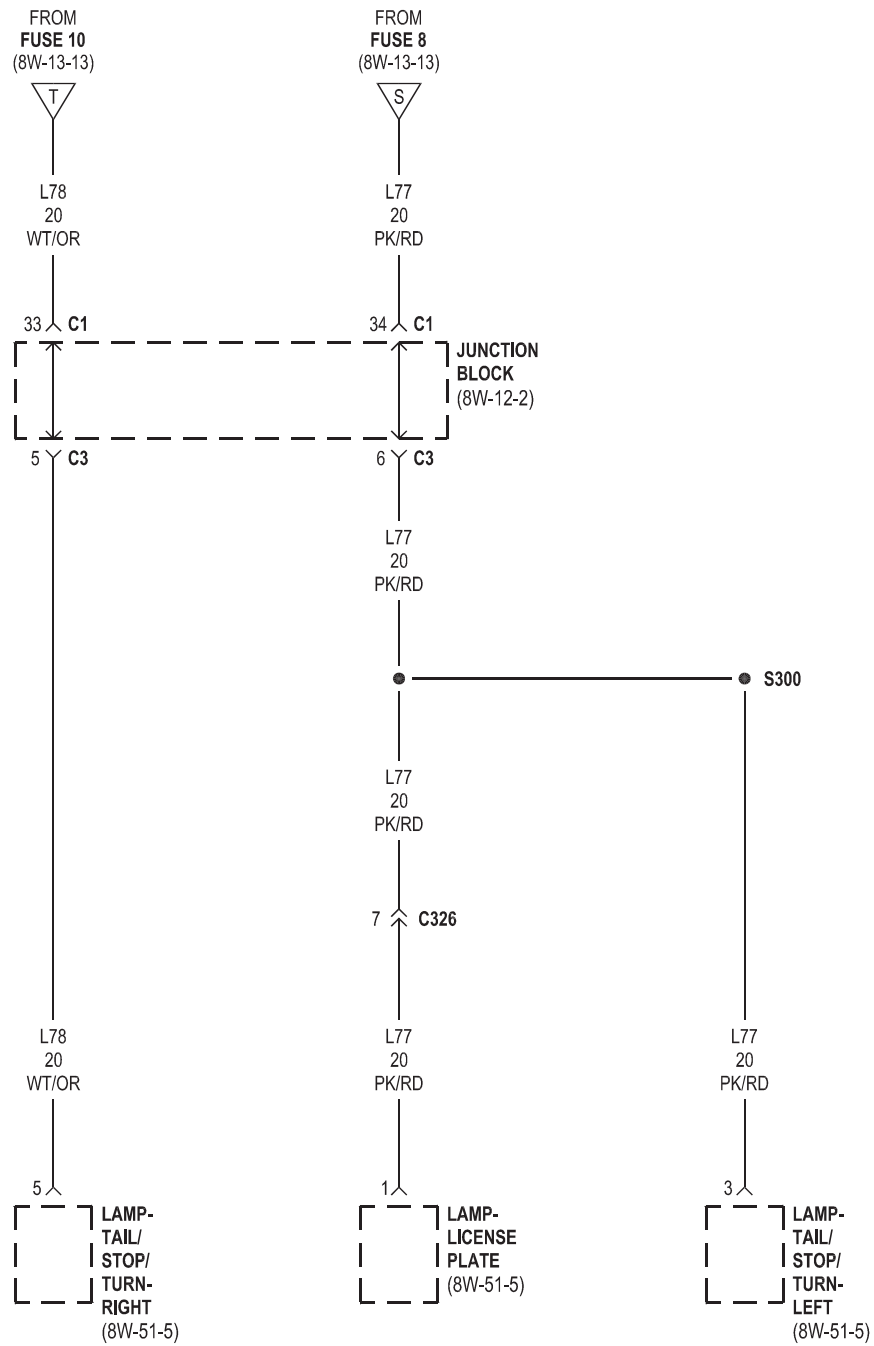 FROM
FUSE 10
(8W-13-13)
T
FROM
FUSE 8
(8W-13-13)
S
L78
20
WT/OR
L77
20
PK/RD
33
C1
34
C1
JUNCTION
BLOCK
(8W-12-2)
5
C3
6
C3
L77
20
PK/RD
S300
L77
20
PK/RD
7
C326
L78
20
WT/OR
L77
20
PK/RD
L77
20
PK/RD
5
LAMP-
TAIL/
STOP/
TURN-
RIGHT
(8W-51-5)
1
LAMP-
LICENSE
PLATE
(8W-51-5)
3
LAMP-
TAIL/
STOP/
TURN-
LEFT
(8W-51-5)